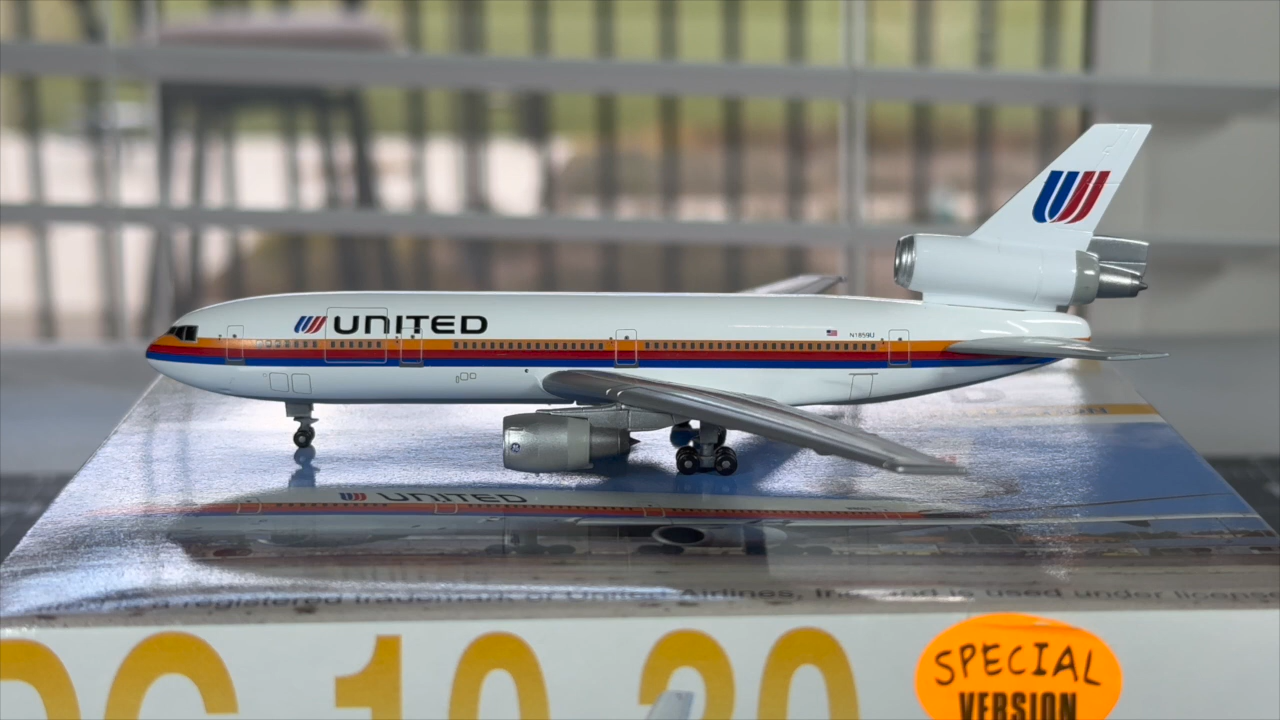 UNITED
N1859U
UNITED
a registered trademark of United Airlines, Inc. and is used under license
DC-10-30
SPECIAL
VERSION